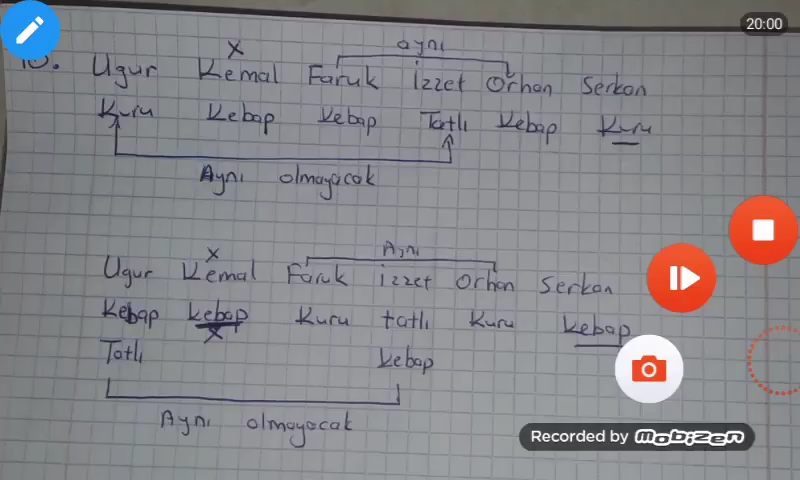 20:00
x aynı
10. Ugur Kemal Faruk İzzet Orhan Serkan
Kuru Kebap Kebap Tatlı Kebap Kuru
Aynı olmayacak
x Aynı
Ugur Kemal Faruk izzet Orhan Serkan
Kebap kebap Kuru tatlı Kuru kebap
x
Tatlı kebap
Aynı olmayacak
Recorded by mobizen